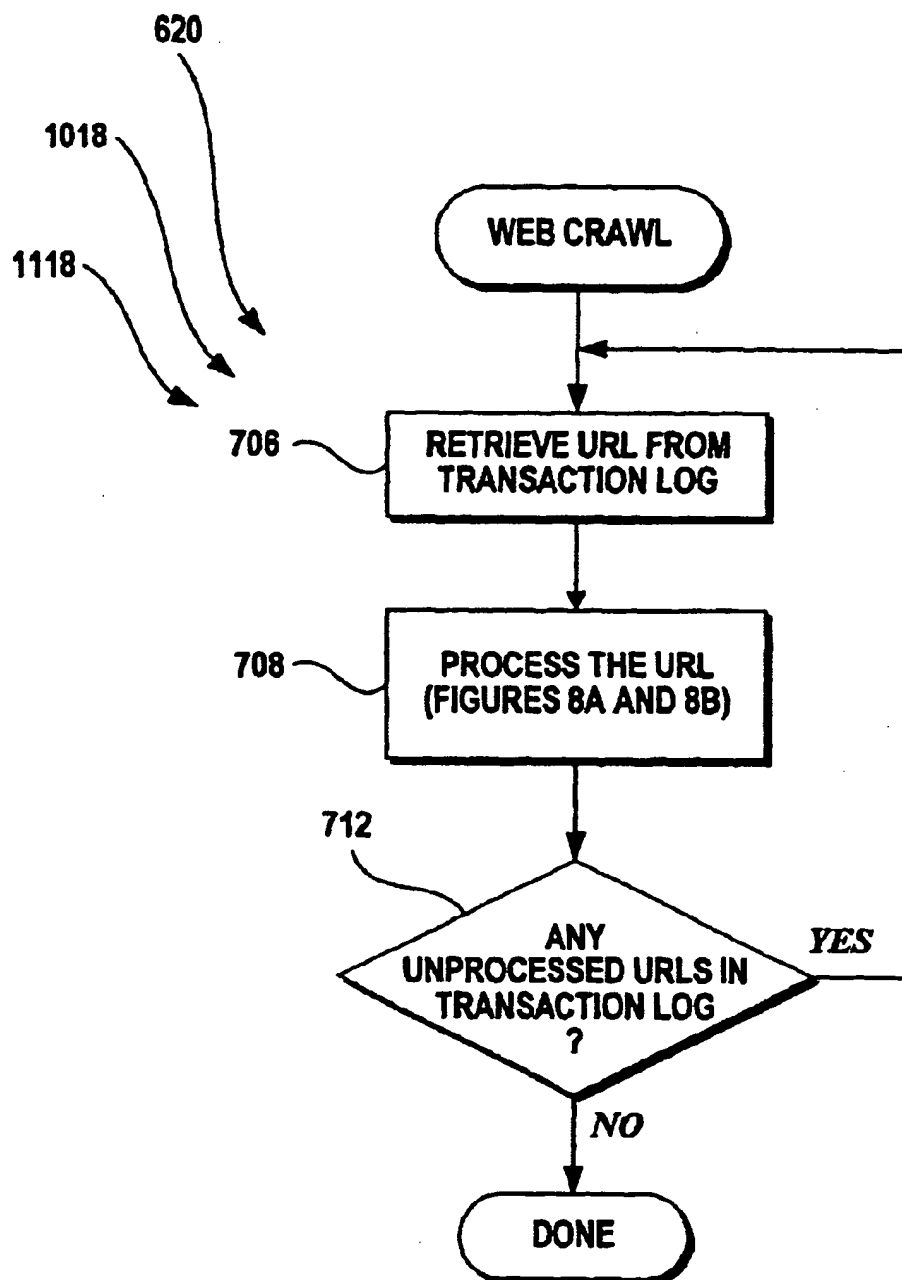 620
1018
1118
WEB CRAWL
706
RETRIEVE URL FROM
TRANSACTION LOG
708
PROCESS THE URL
(FIGURES 8A AND 8B)
712
ANY
UNPROCESSED URLS IN
TRANSACTION LOG
?
YES
NO
DONE